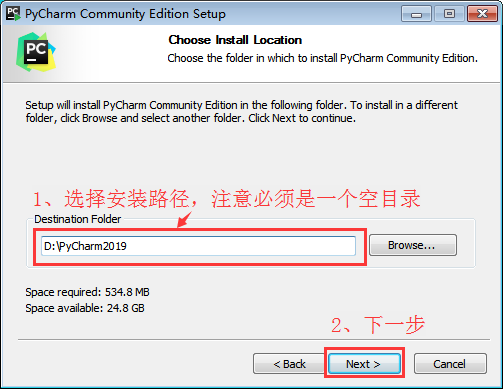 PyCharm Community Edition Setup
PC
Choose Install Location
Choose the folder in which to install PyCharm Community Edition.
Setup will install PyCharm Community Edition in the following folder. To install in a different
folder, click Browse and select another folder. Click Next to continue.
1、选择安装路径，注意必须是一个空目录
Destination Folder
D:\PyCharm2019
Browse...
Space required: 534.8 MB
Space available: 24.8 GB
2、下一步
< Back
Next >
Cancel